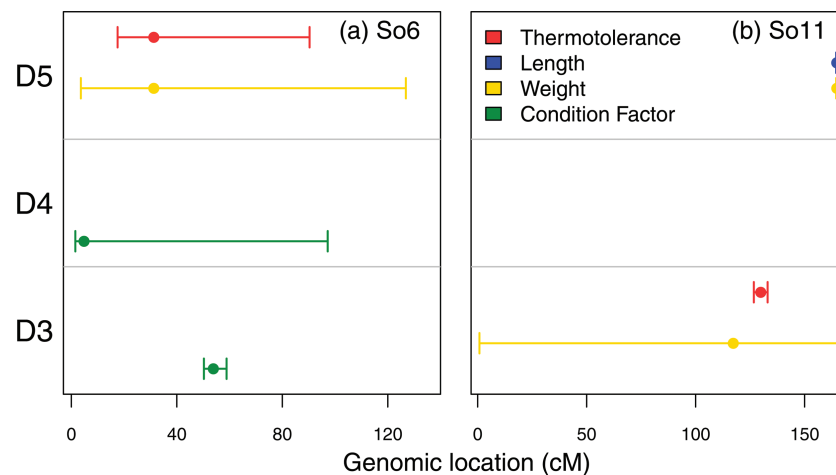 (a) So6
(b) So11
Thermotolerance
Length
Weight
Condition Factor
D5
D4
D3
0 40 80 120
0 50 100 150
Genomic location (cM)